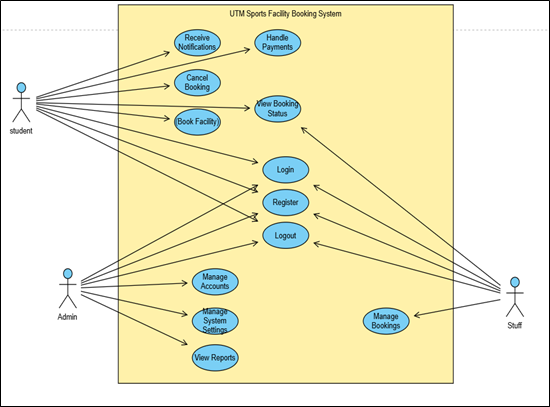 UTM Sports Facility Booking System
Receive
Notifications
Handle
Payments
Cancel
Booking
View Booking
Status
(Book Facility)
student
Login
Register
Logout
Manage
Accounts
Admin
Manage
System
Settings
Manage
Bookings
Stuff
View Reports